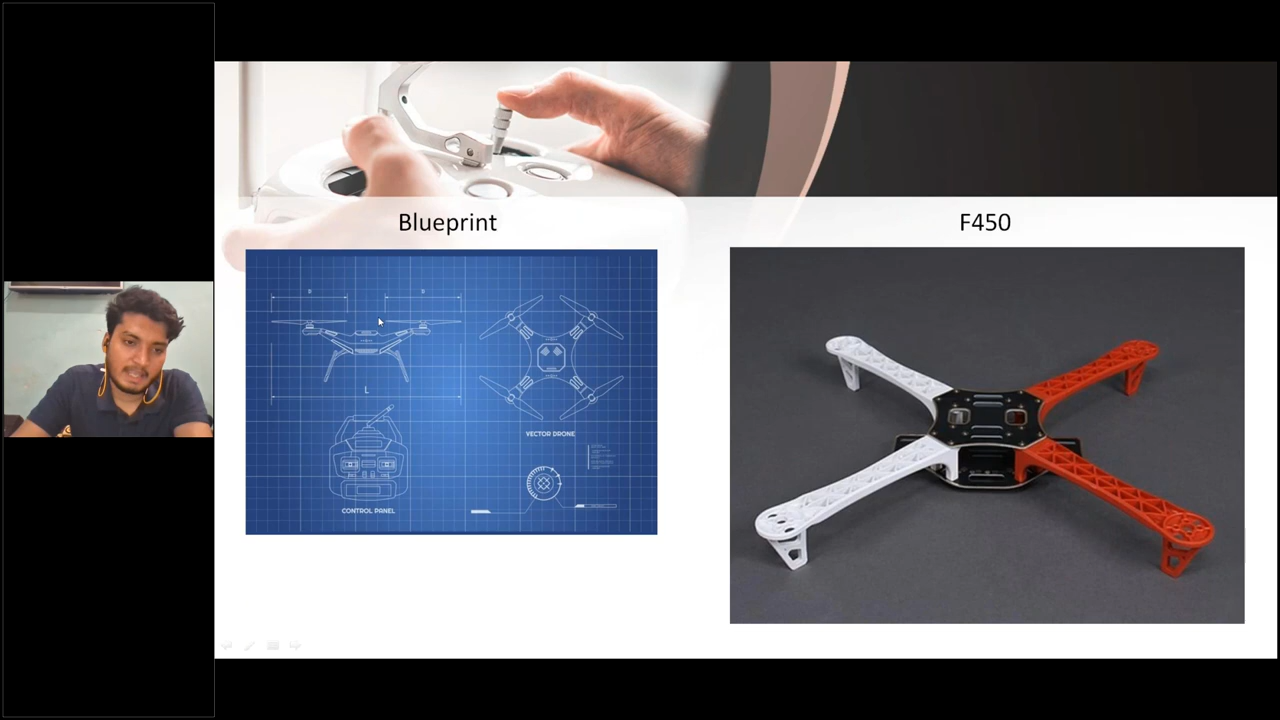 Blueprint
F450
D
D
L
VECTOR DRONE
CONTROL PANEL